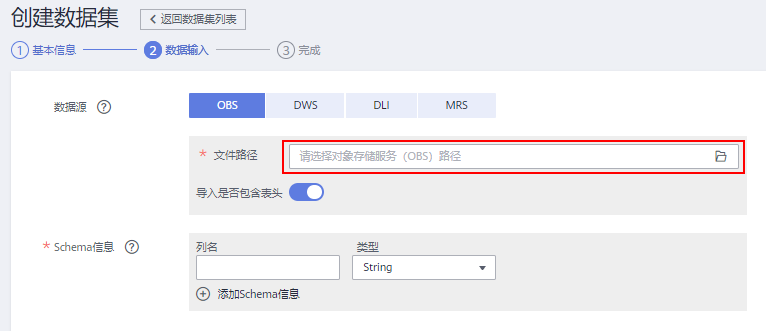 创建数据集
返回数据集列表
1 基本信息 2 数据输入 3 完成
数据源 ? OBS DWS DLI MRS
* 文件路径 请选择对象存储服务（OBS）路径
导入是否包含表头
* Schema信息 ? 列名 类型
String
添加Schema信息